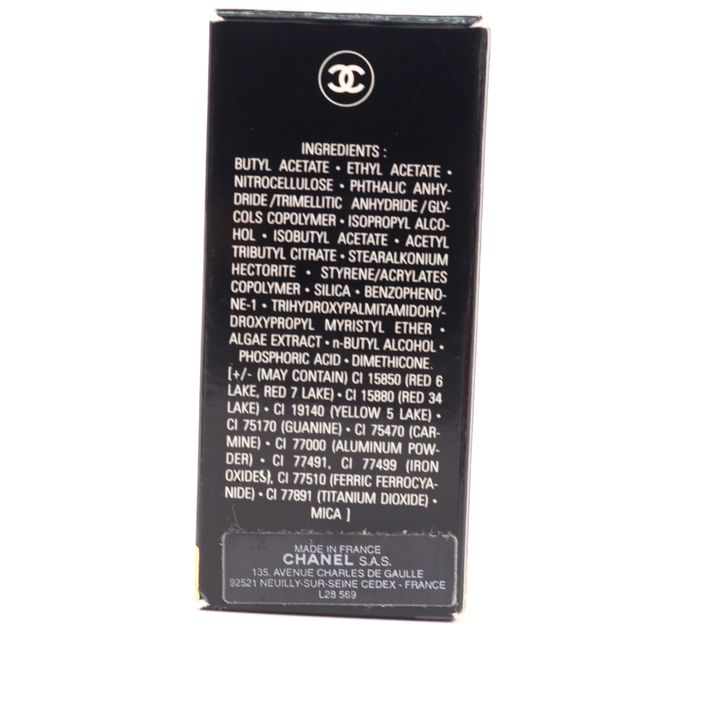 INGREDIENTS :
BUTYL ACETATE • ETHYL ACETATE •
NITROCELLULOSE • PHTHALIC ANHY-
DRIDE/TRIMELLITIC ANHYDRIDE/GLY-
COLS COPOLYMER • ISOPROPYL ALCO-
HOL • ISOBUTYL ACETATE • ACETYL
TRIBUTYL CITRATE • STEARALKONIUM
HECTORITE • STYRENE/ACRYLATES
COPOLYMER • SILICA • BENZOPHENO-
NE-1 • TRIHYDROXYPALMITAMIDOHY-
DROXYPROPYL MYRISTYL ETHER •
ALGAE EXTRACT • n-BUTYL ALCOHOL •
PHOSPHORIC ACID • DIMETHICONE.
[+/- (MAY CONTAIN) CI 15850 (RED 6
LAKE, RED 7 LAKE) • CI 15880 (RED 34
LAKE) • CI 19140 (YELLOW 5 LAKE) •
CI 75170 (GUANINE) • CI 75470 (CAR-
MINE) • CI 77000 (ALUMINUM POW-
DER) • CI 77491, CI 77499 (IRON
OXIDES), CI 77510 (FERRIC FERROCYA-
NIDE) • CI 77891 (TITANIUM DIOXIDE) •
MICA ]
MADE IN FRANCE
CHANEL S.A.S.
135, AVENUE CHARLES DE GAULLE
92521 NEUILLY-SUR-SEINE CEDEX - FRANCE
L28 569